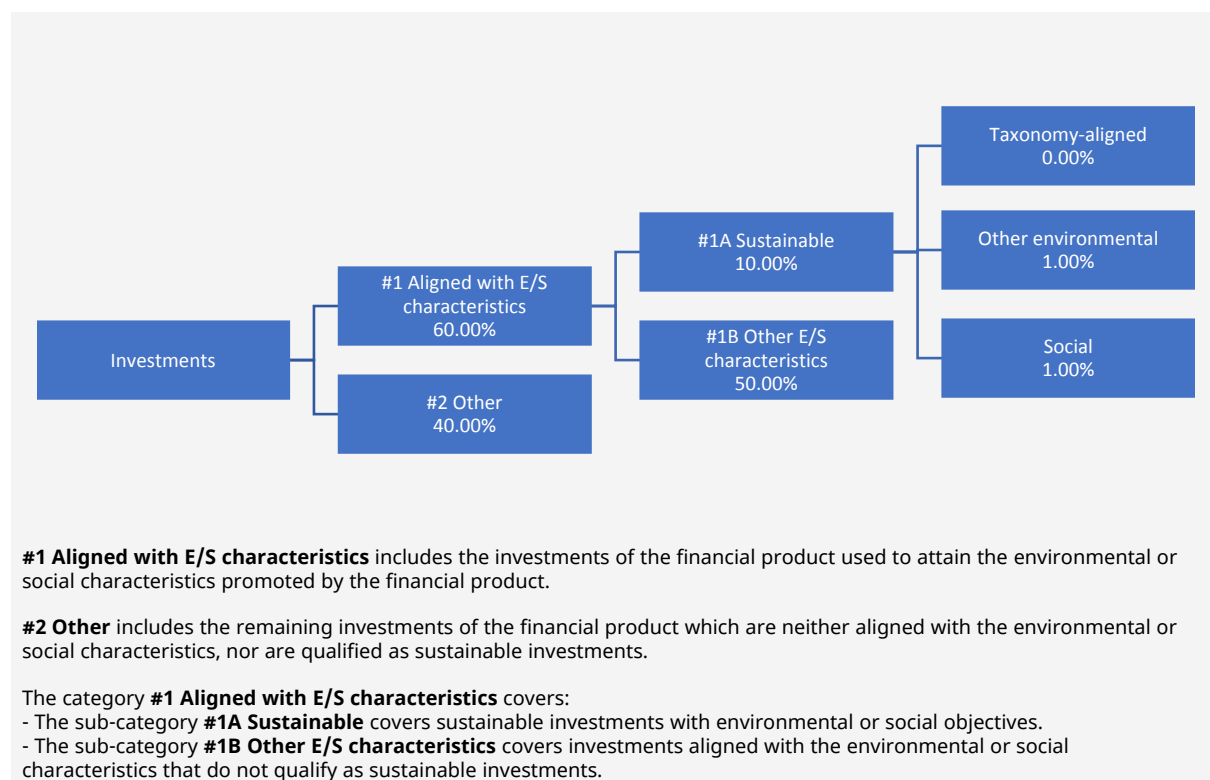 Investments
#1 Aligned with E/S
characteristics
60.00%
#2 Other
40.00%
#1A Sustainable
10.00%
#1B Other E/S
characteristics
50.00%
Taxonomy-aligned
0.00%
Other environmental
1.00%
Social
1.00%
#1 Aligned with E/S characteristics includes the investments of the financial product used to attain the environmental or
social characteristics promoted by the financial product.
#2 Other includes the remaining investments of the financial product which are neither aligned with the environmental or
social characteristics, nor are qualified as sustainable investments.
The category #1 Aligned with E/S characteristics covers:
- The sub-category #1A Sustainable covers sustainable investments with environmental or social objectives.
- The sub-category #1B Other E/S characteristics covers investments aligned with the environmental or social
characteristics that do not qualify as sustainable investments.